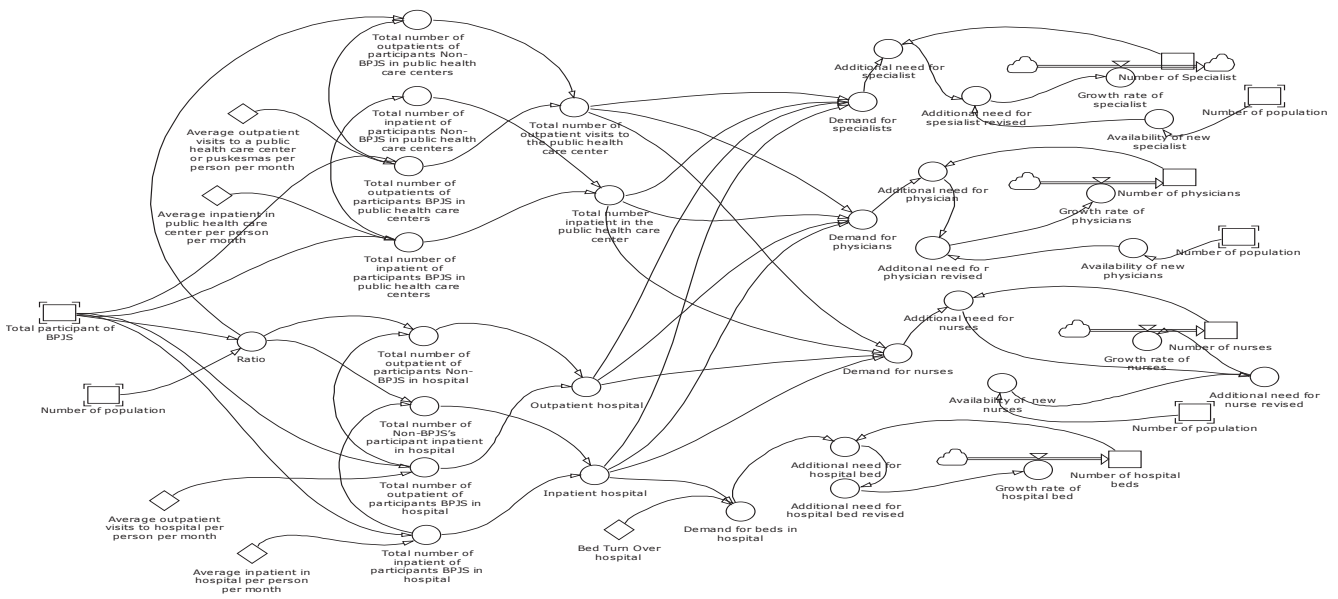 Total number of
outpatients of
participants Non-
BPJS in public health
care centers
Total number of
inpatient of
participants Non-
BPJS in public health
care centers
Average outpatient
visits to a public
health care center
or puskesmas per
person per month
Total number of
outpatients of
participants BPJS in
public health care
centers
Average inpatient in
public health care
center per person
per month
Total number of
inpatient of
participants BPJS in
public health care
centers
Total participant of
BPJS
Ratio
Number of population
Total number of
outpatient of
participants Non-
BPJS in hospital
Total number of
Non-BPJS's
participant inpatient
in hospital
Total number of
outpatient of
participants BPJS in
hospital
Average outpatient
visits to hospital per
person per month
Average inpatient in
hospital per person
per month
Total number of
inpatient of
participants BPJS in
hospital
Total number of
outpatient visits to
the public health care
center
Total number
inpatient in the
public health care
center
Outpatient hospital
Inpatient hospital
Bed Turn Over
hospital
Demand for beds in
hospital
Demand for
specialists
Demand for
physicians
Demand for nurses
Additional need for
specialist
Additional need for
spesialist revised
Number of Specialist
Growth rate of
specialist
Number of population
Availability of new
specialist
Additional need for
physician
Number of physicians
Growth rate of
physicians
Additonal need fo r
physician revised
Availability of new
physicians
Number of population
Additional need for
nurses
Number of nurses
Growth rate of
nurses
Availability of new
nurses
Additional need for
nurse revised
Number of population
Additional need for
hospital bed
Additional need for
hospital bed revised
Growth rate of
hospital bed
Number of hospital
beds